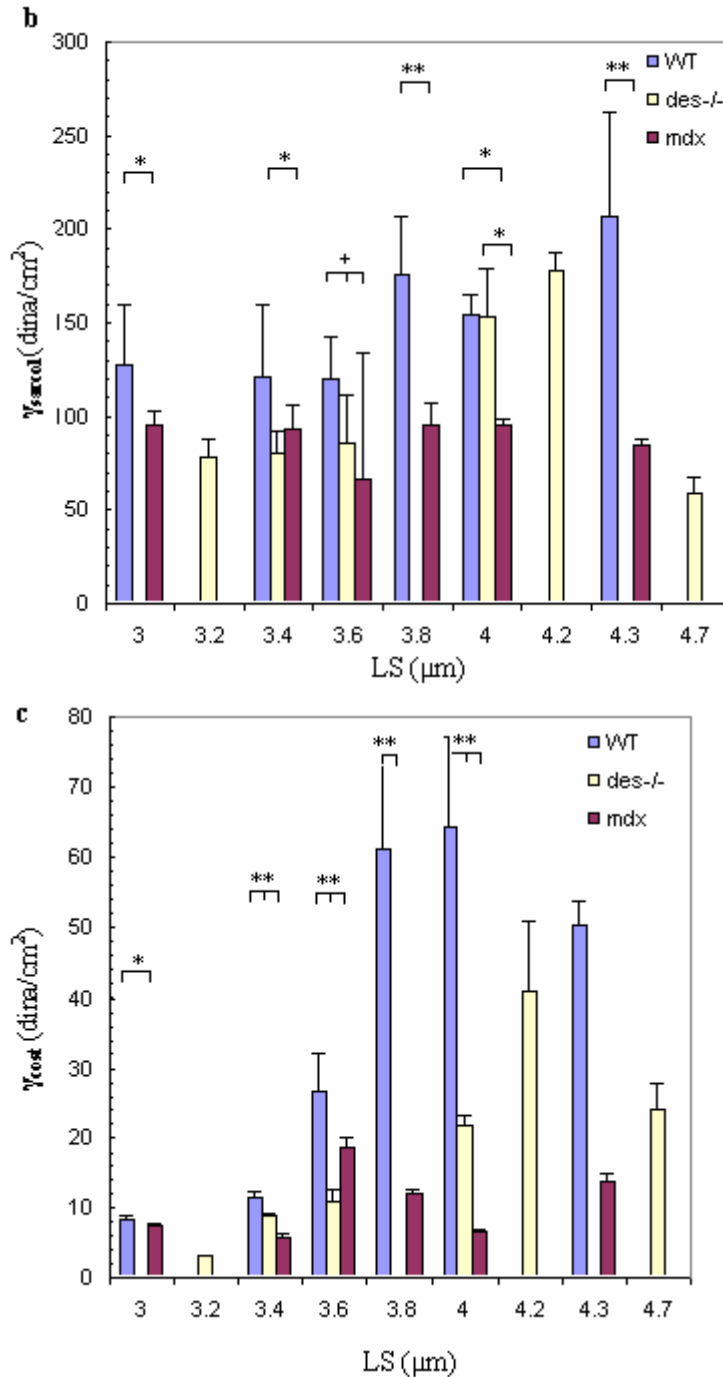 b
300
250
200
150
100
50
0
γsarcol (dina/cm²)
WT
des-/-
mdx
*
*
+
**
*
*
**
3 3.2 3.4 3.6 3.8 4 4.2 4.3 4.7
LS (μm)
c
80
70
60
50
40
30
20
10
0
γcost (dina/cm²)
WT
des-/-
mdx
*
**
**
**
**
3 3.2 3.4 3.6 3.8 4 4.2 4.3 4.7
LS (μm)